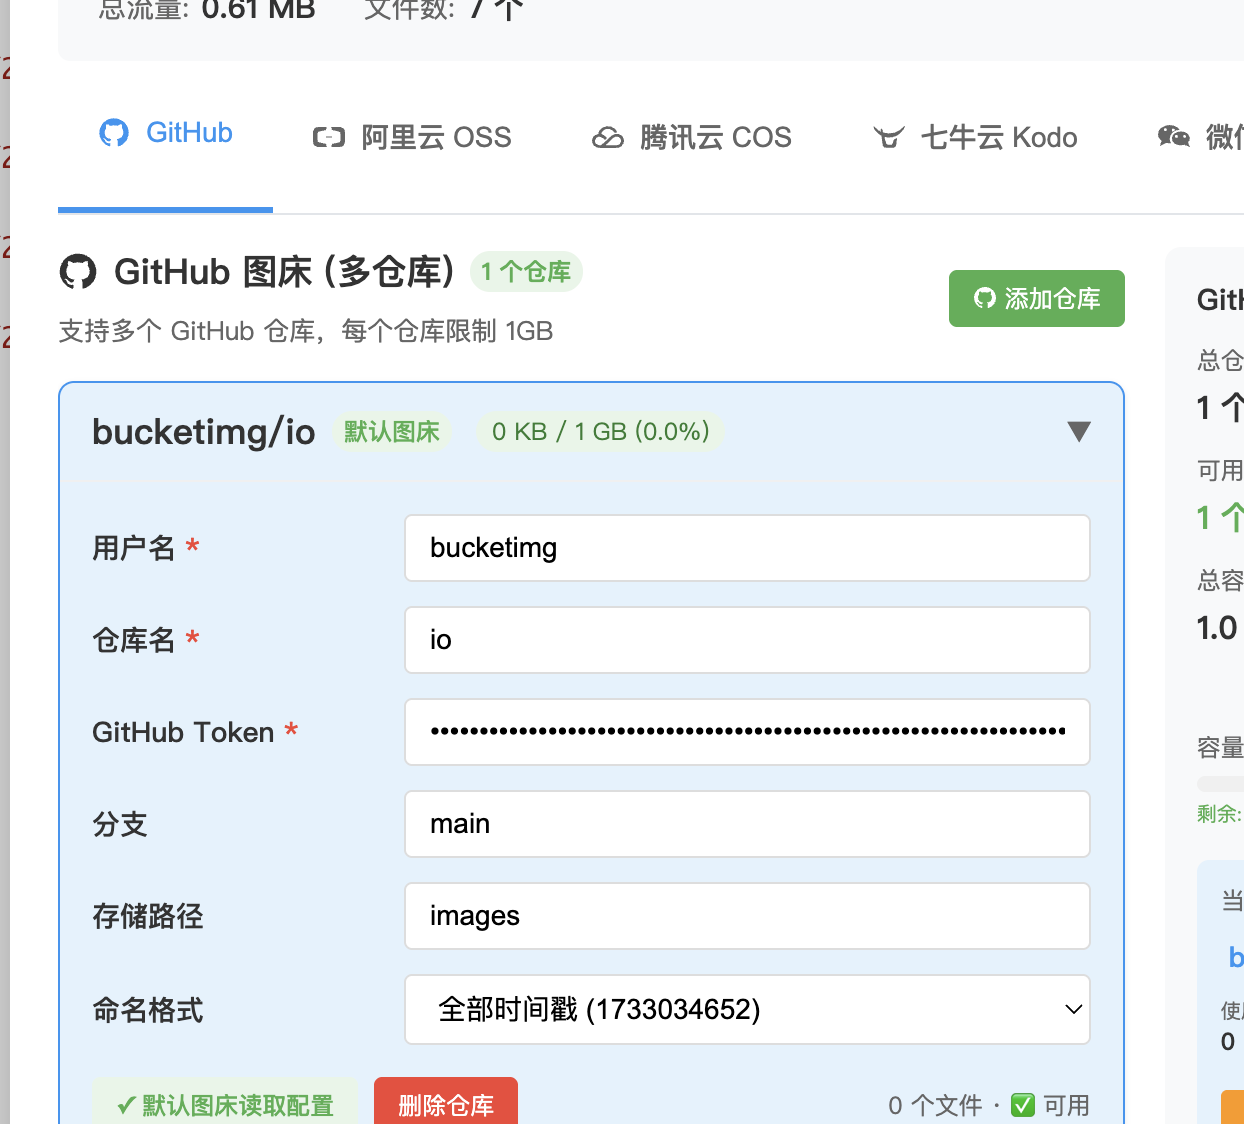 总流量: 0.61 MB 文件数: 7 个
GitHub 阿里云 OSS 腾讯云 COS 七牛云 Kodo 微
GitHub 图床 (多仓库) 1 个仓库
支持多个 GitHub 仓库，每个仓库限制 1GB
添加仓库
bucketimg/io 默认图床 0 KB / 1 GB (0.0%)
用户名 * bucketimg
仓库名 * io
GitHub Token * ••••••••••••••••••••••••••••••••••••••••••••••••••••••••••••••
分支 main
存储路径 images
命名格式 全部时间戳 (1733034652)
✓ 默认图床读取配置 删除仓库 0 个文件 · ✅ 可用
Git
总仓
1 个
可用
1 个
总容
1.0
容量
剩余:
当
b
使
0